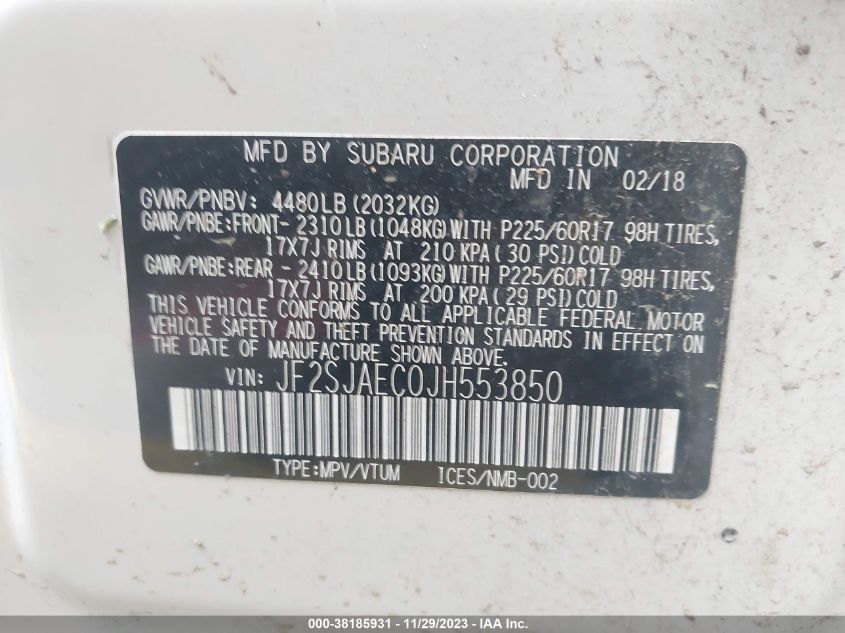 MFD BY SUBARU CORPORATION
MFD IN 02/18
GVWR/PNBV: 4480LB (2032KG)
GAWR/PNBE:FRONT- 2310LB (1048KG) WITH P225/60R17 98H TIRES,
17X7J RIMS AT 210 KPA ( 30 PSI) COLD
GAWR/PNBE:REAR - 2410LB (1093KG) WITH P225/60R17 98H TIRES,
17X7J RIMS AT 200 KPA ( 29 PSI) COLD
THIS VEHICLE CONFORMS TO ALL APPLICABLE FEDERAL MOTOR
VEHICLE SAFETY AND THEFT PREVENTION STANDARDS IN EFFECT ON
THE DATE OF MANUFACTURE SHOWN ABOVE.
VIN: JF2SJAEC0JH553850
TYPE:MPV/VTUM ICES/NMB-002
000-38185931 - 11/29/2023 - IAA Inc.